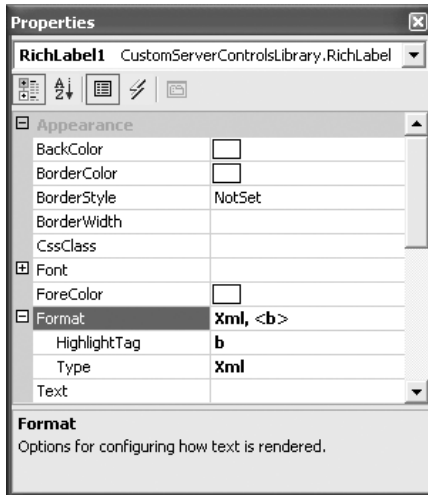 Properties
RichLabel1 CustomServerControlsLibrary.RichLabel
Appearance
BackColor
BorderColor
BorderStyle NotSet
BorderWidth
CssClass
Font
ForeColor
Format Xml, <b>
HighlightTag b
Type Xml
Text
Format
Options for configuring how text is rendered.